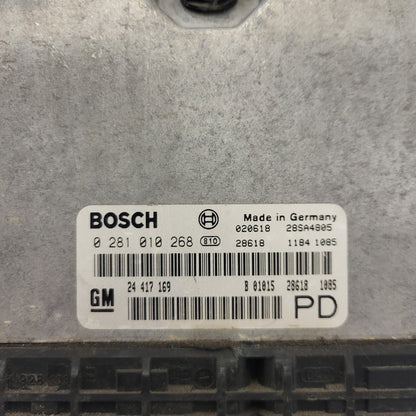 BOSCH Made in Germany
020618 28SA4805
0 281 010 268 810 28618 1184 1085
GM 24 417 169 B 01015 28618 1085
PD